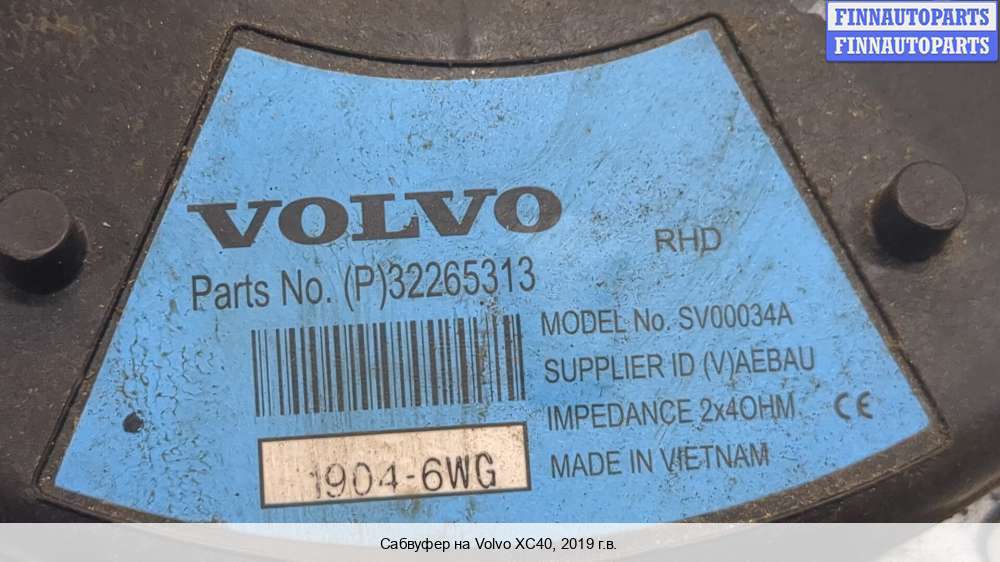 FINNAUTOPARTS
FINNAUTOPARTS
VOLVO
RHD
Parts No. (P)32265313
MODEL No. SV00034A
SUPPLIER ID (V)AEBAU
IMPEDANCE 2x4OHM CE
MADE IN VIETNAM
1904-6WG
Сабвуфер на Volvo XC40, 2019 г.в.